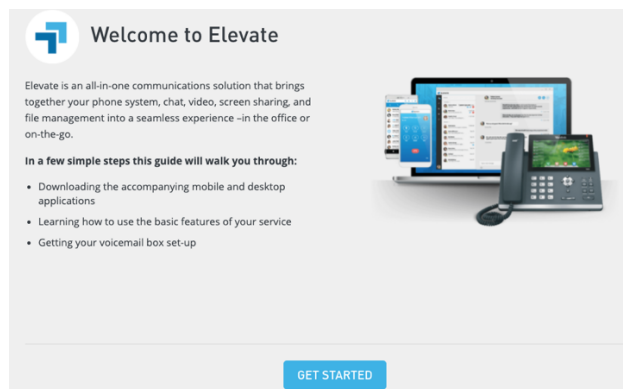 Welcome to Elevate
Elevate is an all-in-one communications solution that brings
together your phone system, chat, video, screen sharing, and
file management into a seamless experience –in the office or
on-the-go.
In a few simple steps this guide will walk you through:
• Downloading the accompanying mobile and desktop
applications
• Learning how to use the basic features of your service
• Getting your voicemail box set-up
GET STARTED